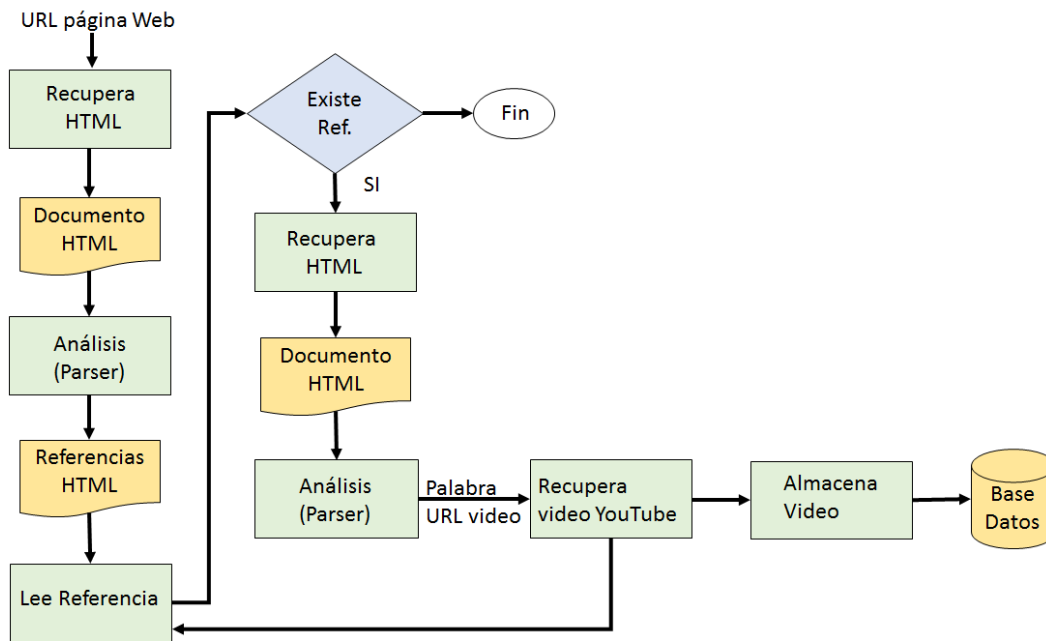 URL página Web
Recupera
HTML
Documento
HTML
Análisis
(Parser)
Referencias
HTML
Lee Referencia
Existe
Ref.
Fin
SI
Recupera
HTML
Documento
HTML
Análisis
(Parser)
Palabra
URL video
Recupera
video YouTube
Almacena
Video
Base
Datos